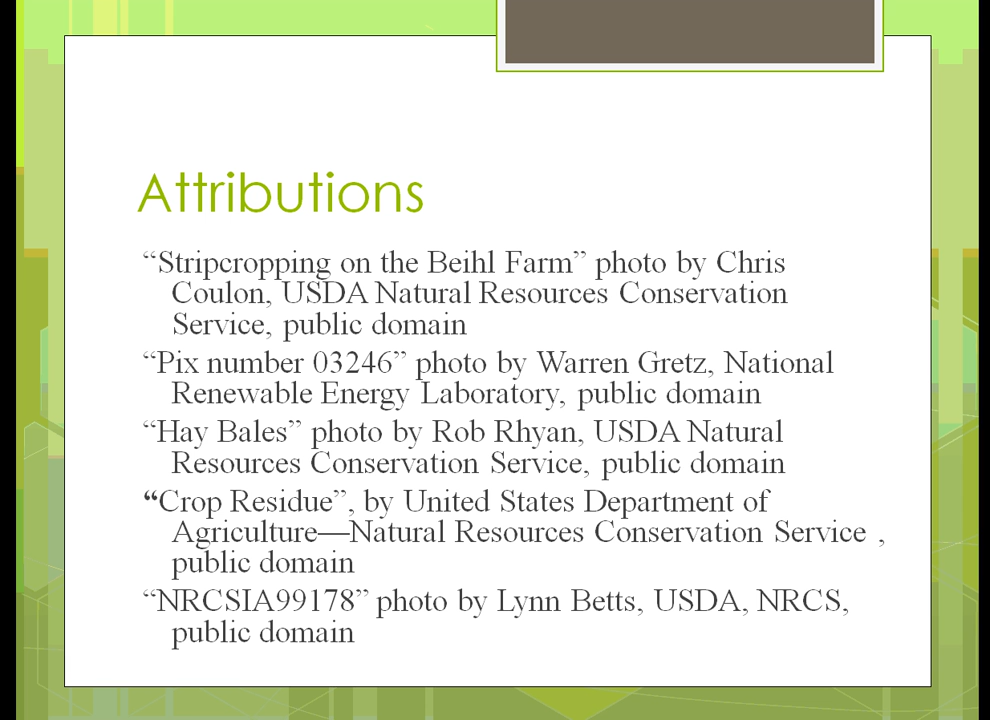 Attributions
“Stripcropping on the Beihl Farm” photo by Chris
Coulon, USDA Natural Resources Conservation
Service, public domain
“Pix number 03246” photo by Warren Gretz, National
Renewable Energy Laboratory, public domain
“Hay Bales” photo by Rob Rhyan, USDA Natural
Resources Conservation Service, public domain
“Crop Residue”, by United States Department of
Agriculture—Natural Resources Conservation Service ,
public domain
“NRCSIA99178” photo by Lynn Betts, USDA, NRCS,
public domain